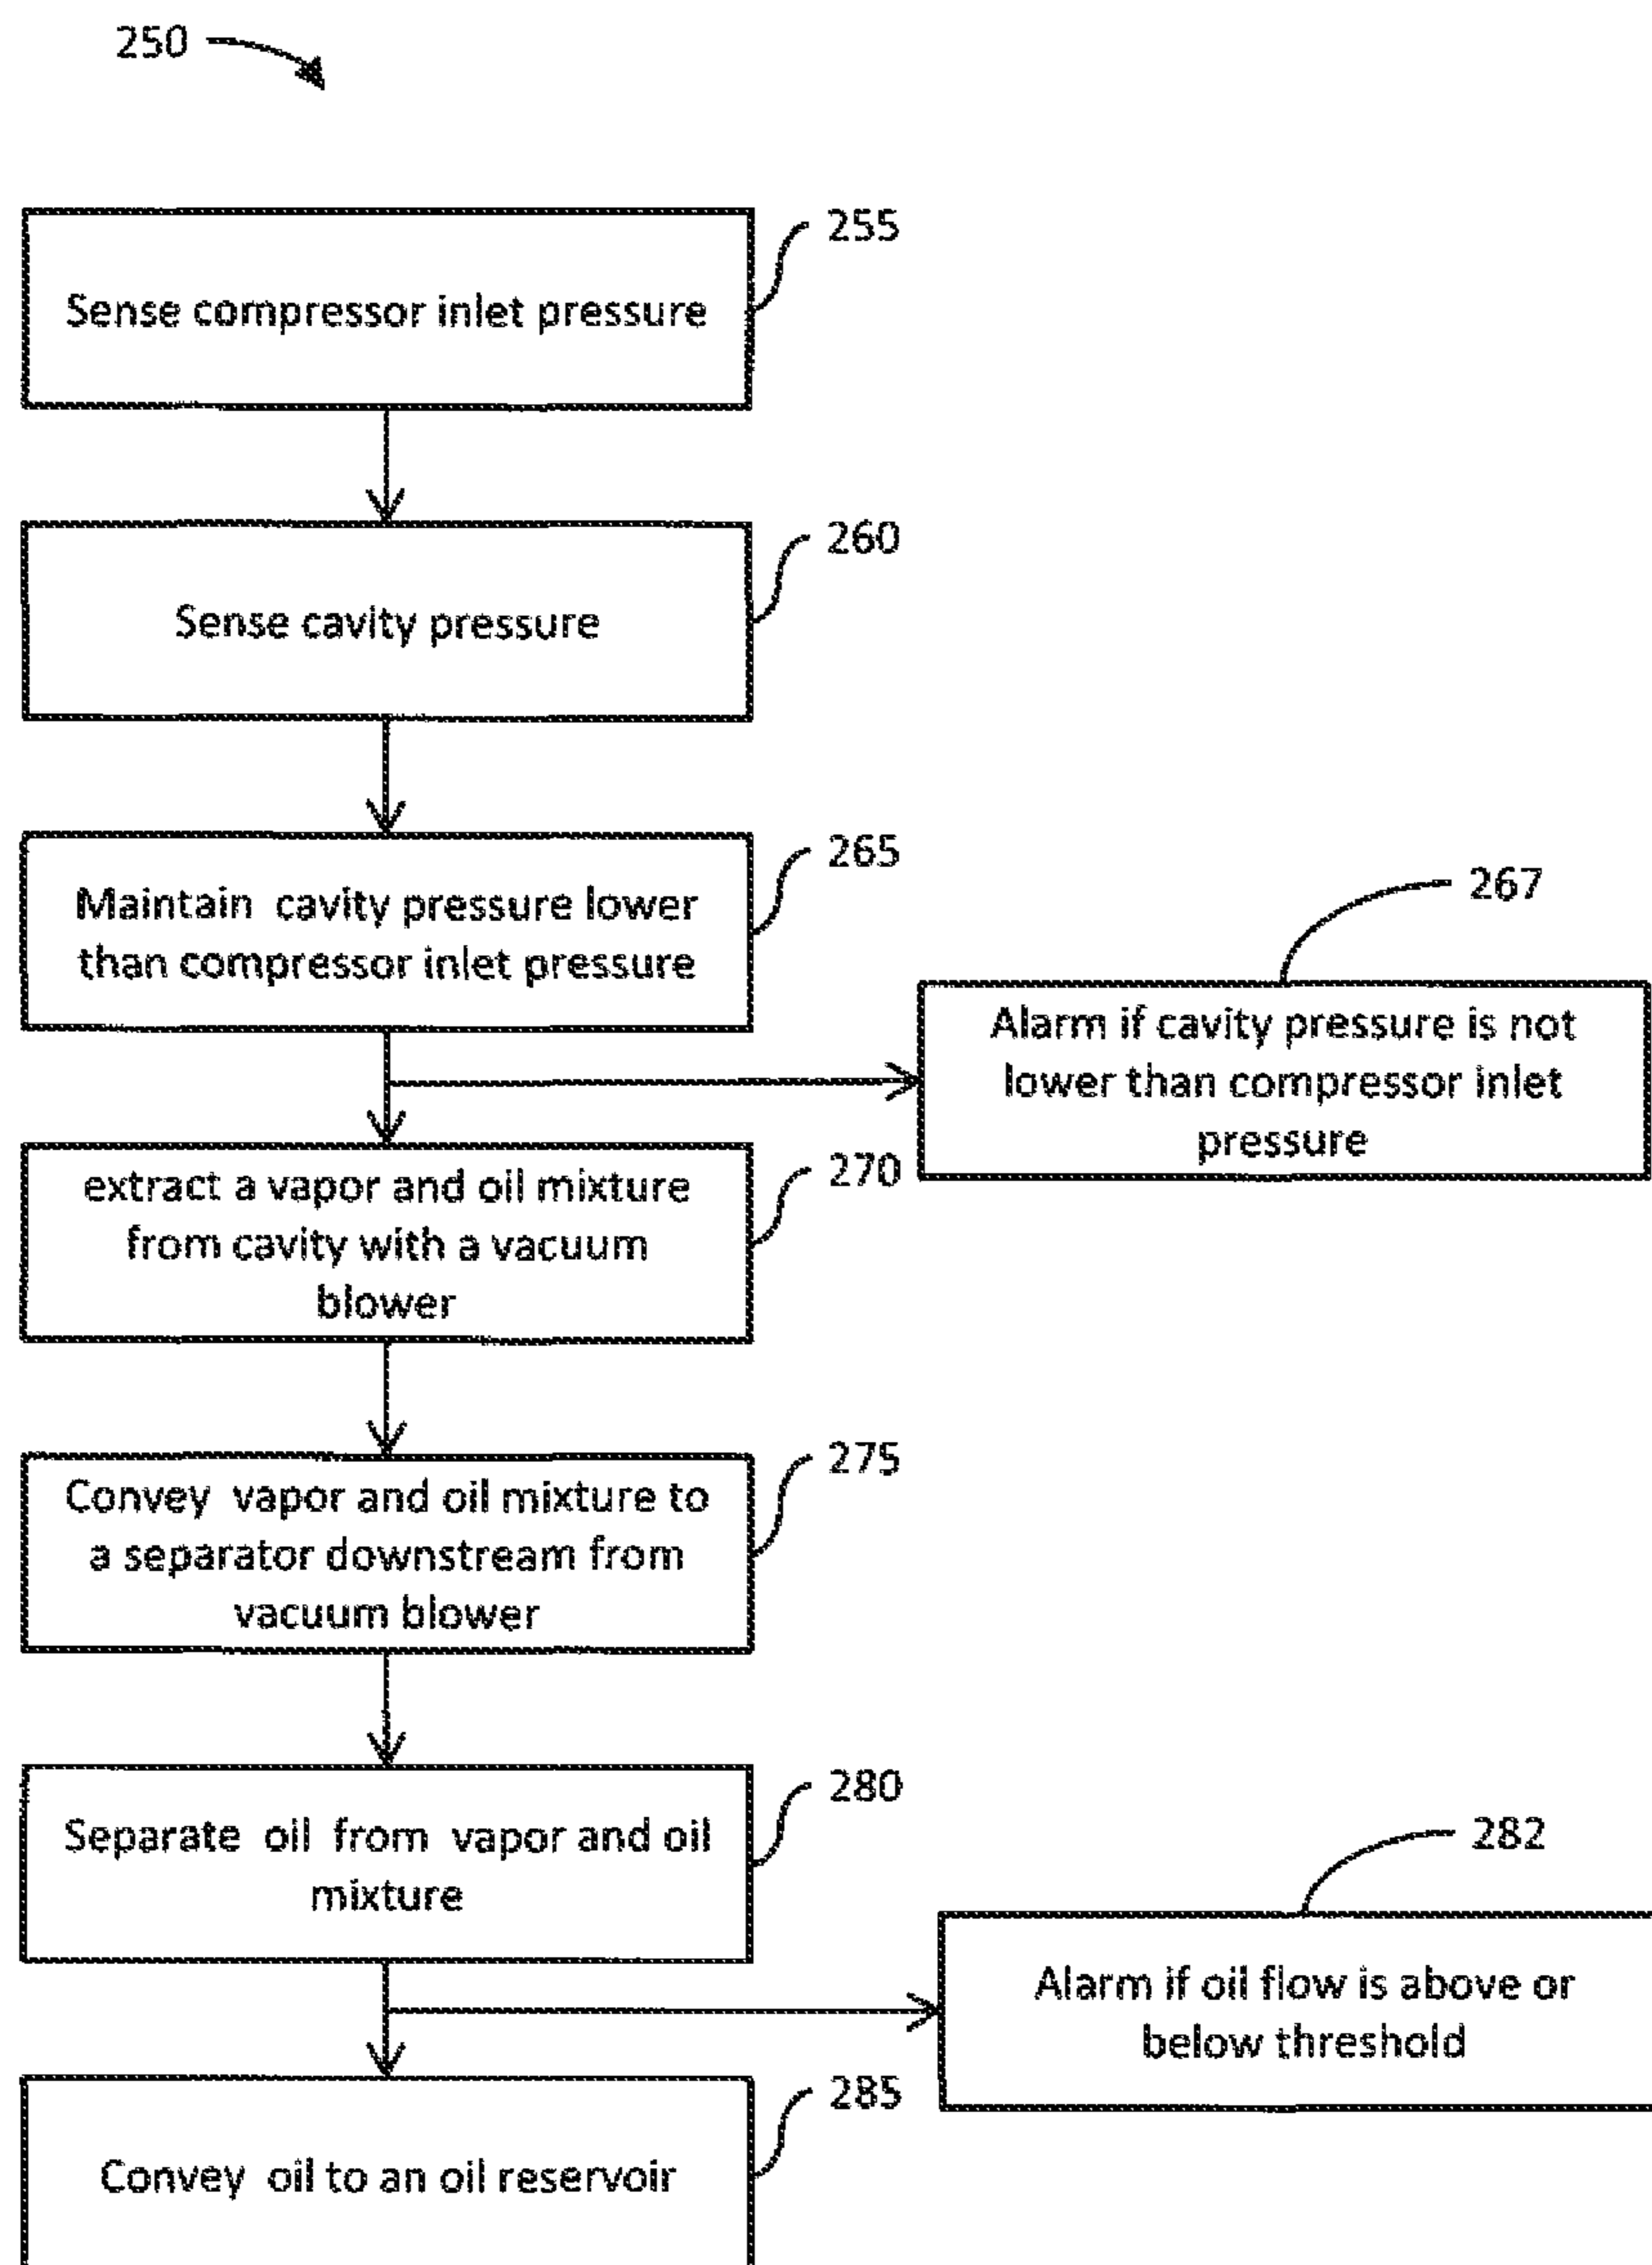 250
255
Sense compressor inlet pressure
260
Sense cavity pressure
265
Maintain cavity pressure lower
than compressor inlet pressure
267
Alarm if cavity pressure is not
lower than compressor inlet
pressure
270
extract a vapor and oil mixture
from cavity with a vacuum
blower
275
Convey vapor and oil mixture to
a separator downstream from
vacuum blower
280
Separate oil from vapor and oil
mixture
282
Alarm if oil flow is above or
below threshold
285
Convey oil to an oil reservoir